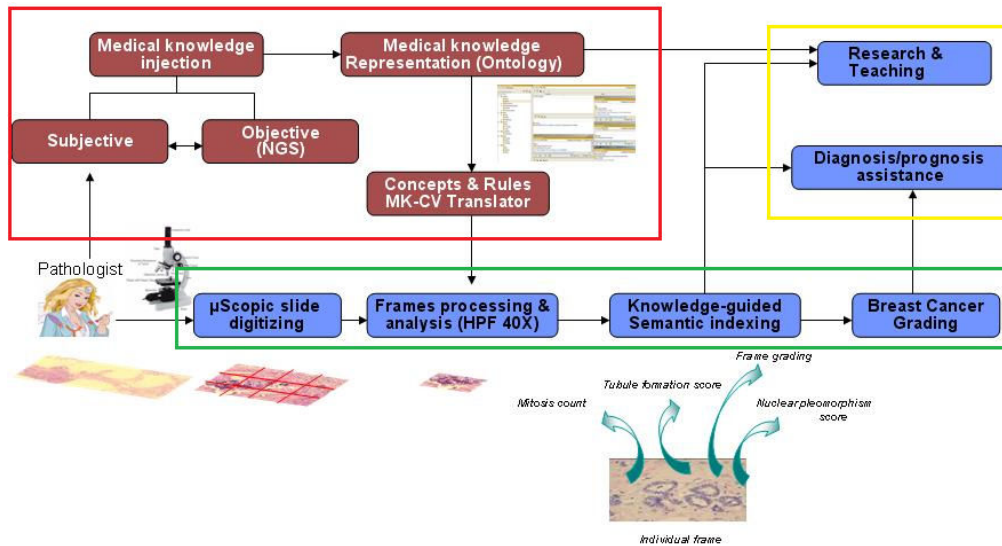 Medical knowledge
injection
Medical knowledge
Representation (Ontology)
Research &
Teaching
Subjective
Objective
(NGS)
Diagnosis/prognosis
assistance
Concepts & Rules
MK-CV Translator
Pathologist
µScopic slide
digitizing
Frames processing &
analysis (HPF 40X)
Knowledge-guided
Semantic indexing
Breast Cancer
Grading
Frame grading
Tubule formation score
Mitosis count
Nuclear pleomorphism
score
Individual frame